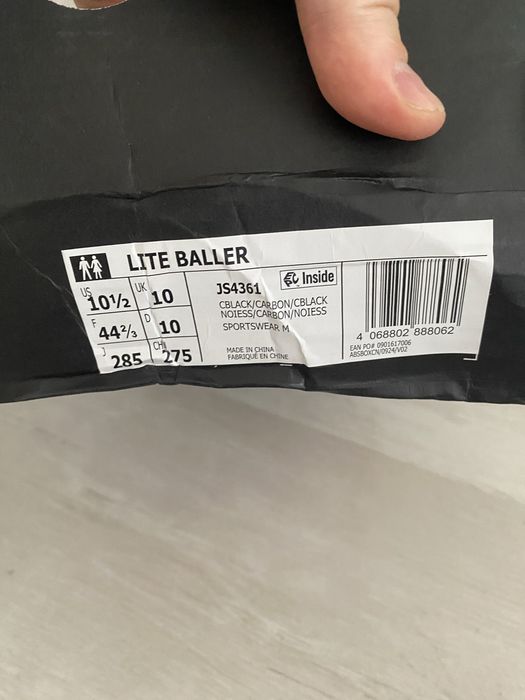 LITE BALLER
US 10½ UK 10
F 44⅔ D 10
J 285 CHN 275
JS4361
Inside
CBLACK/CARBON/CBLACK
NOIESS/CARBON/NOIESS
SPORTSWEAR M
MADE IN CHINA
FABRIQUÉ EN CHINE
4 068802 888062
EAN PO# 0901617006
ABSBOXCN/0924/V02